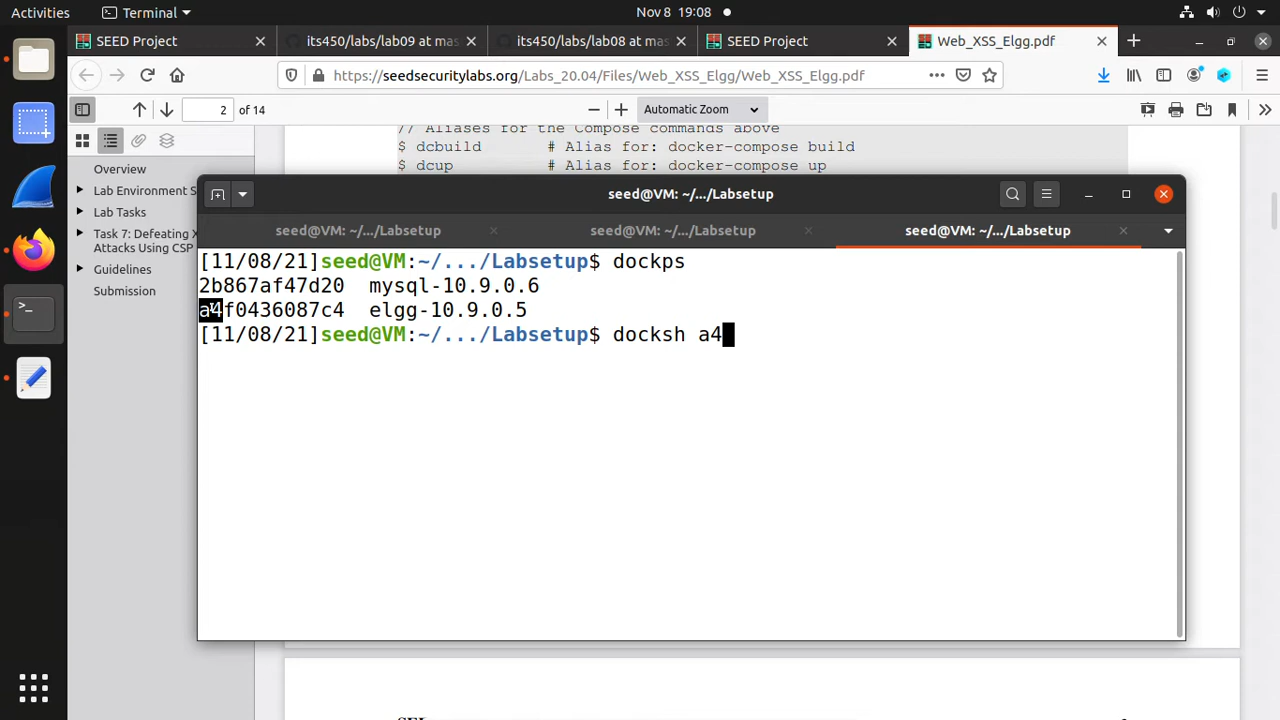 Activities
Terminal
Nov 8 19:08
SEED Project
its450/labs/lab09 at mas
its450/labs/lab08 at mas
SEED Project
Web_XSS_Elgg.pdf
https://seedsecuritylabs.org/Labs_20.04/Files/Web_XSS_Elgg/Web_XSS_Elgg.pdf
2 of 14
Automatic Zoom
Overview
Lab Environment S
Lab Tasks
Task 7: Defeating X
Attacks Using CSP
Guidelines
Submission
// Aliases for the Compose commands above
$ dcbuild # Alias for: docker-compose build
$ dcup # Alias for: docker-compose up
seed@VM: ~/.../Labsetup
seed@VM: ~/.../Labsetup
seed@VM: ~/.../Labsetup
seed@VM: ~/.../Labsetup
[11/08/21]seed@VM:~/.../Labsetup$ dockps
2b867af47d20 mysql-10.9.0.6
a4f0436087c4 elgg-10.9.0.5
[11/08/21]seed@VM:~/.../Labsetup$ docksh a4